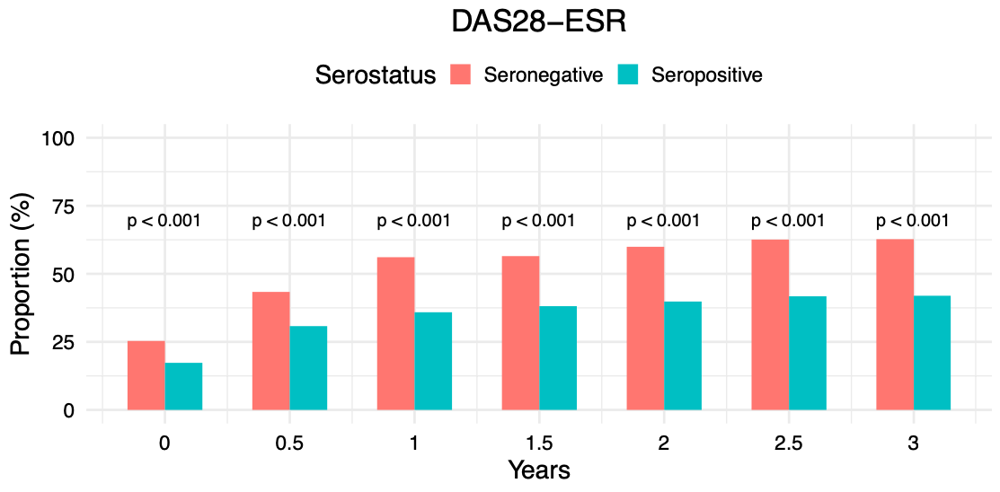 DAS28−ESR
Serostatus Seronegative Seropositive
Proportion (%)
100
75
50
25
0
p < 0.001 p < 0.001 p < 0.001 p < 0.001 p < 0.001 p < 0.001 p < 0.001
0 0.5 1 1.5 2 2.5 3
Years